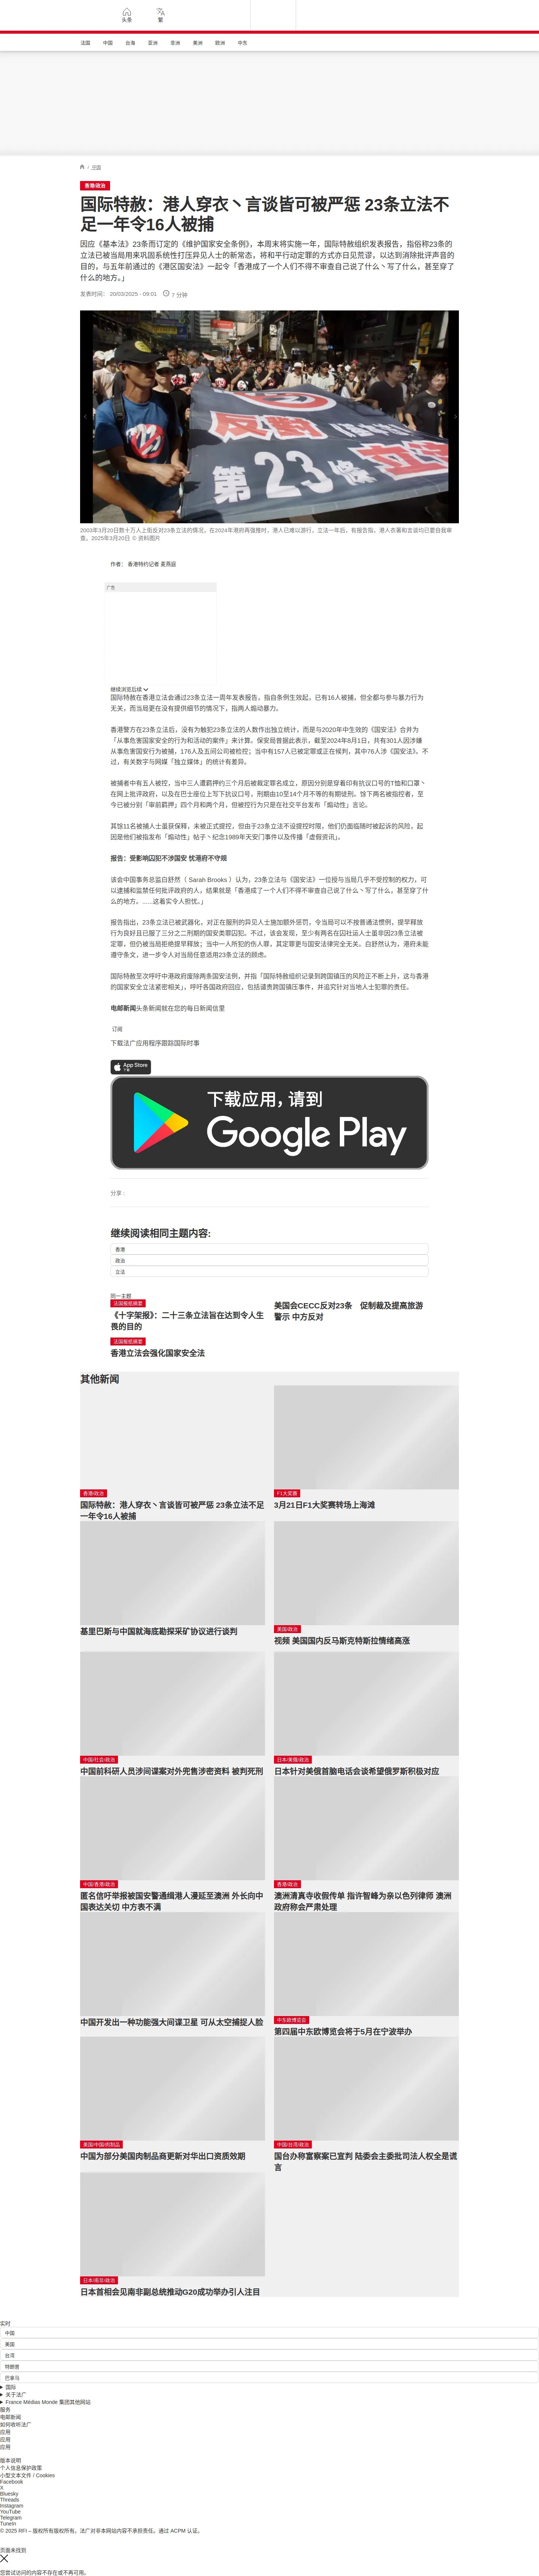 头条
繁
法国
中国
台海
亚洲
非洲
美洲
欧洲
中东
/ 中国
香港/政治
国际特赦：港人穿衣丶言谈皆可被严惩 23条立法不
足一年令16人被捕
因应《基本法》23条而订定的《维护国家安全条例》，本周末将实施一年，国际特赦组织发表报告，指俗称23条的
立法已被当局用来巩固系统性打压异见人士的新常态，将和平行动定罪的方式亦日见荒谬，以达到消除批评声音的
目的，与五年前通过的《港区国安法》一起令「香港成了一个人们不得不审查自己说了什么丶写了什么，甚至穿了
什么的地方。」
发表时间： 20/03/2025 - 09:01
7 分钟
反对
第23
2003年3月20日数十万人上街反对23条立法的情况，在2024年港府再强推时，港人已难以游行，立法一年后，有报告指，港人衣著和言谈均已要自我审
查。2025年3月20日 © 资料图片
作者： 香港特约记者 麦燕庭
广告
继续浏览后续
国际特赦在香港立法会通过23条立法一周年发表报告，指自条例生效起，已有16人被捕，但全都与参与暴力行为
无关，而当局更在没有提供细节的情况下，指两人煽动暴力。
香港警方在23条立法后，没有为触犯23条立法的人数作出独立统计，而是与2020年中生效的《国安法》合并为
「从事危害国家安全的行为和活动的案件」来计算。保安局曾据此表示，截至2024年8月1日，共有301人因涉嫌
从事危害国安行为被捕，176人及五间公司被检控；当中有157人已被定罪或正在候判，其中76人涉《国安法》。不
过，有关数字与网媒「独立媒体」的统计有差异。
被捕者中有五人被控，当中三人遭羁押约三个月后被裁定罪名成立，原因分别是穿着印有抗议口号的T恤和口罩丶
在网上批评政府，以及在巴士座位上写下抗议口号，刑期由10至14个月不等的有期徒刑。馀下两名被指控者，至
今已被分别「审前羁押」四个月和两个月，但被控行为只是在社交平台发布「煽动性」言论。
其馀11名被捕人士虽获保释，未被正式提控，但由于23条立法不设提控时限，他们仍面临随时被起诉的风险，起
因是他们被指发布「煽动性」帖子丶纪念1989年天安门事件以及传播「虚假资讯」。
报告：受影响囚犯不涉国安 忧港府不守规
该会中国事务总监白舒然（ Sarah Brooks ）认为，23条立法与《国安法》一位授与当局几乎不受控制的权力，可
以逮捕和监禁任何批评政府的人，结果就是「香港成了一个人们不得不审查自己说了什么丶写了什么，甚至穿了什
么的地方。......这着实令人担忧。」
报告指出，23条立法已被武器化，对正在服刑的异见人士施加额外惩罚，令当局可以不按普通法惯例，提早释放
行为良好且已服了三分之二刑期的国安类罪囚犯。不过，该会发现，至少有两名在囚社运人士虽非因23条立法被
定罪，但仍被当局拒绝提早释放；当中一人所犯的伤人罪，其定罪更与国安法律完全无关。白舒然认为，港府未能
遵守条文，进一步令人对当局任意适用23条立法的顾虑。
国际特赦至次呼吁中港政府废除两条国安法例，并指「国际特赦组织记录到跨国镇压的风险正不断上升，这与香港
的国家安全立法紧密相关」，呼吁各国政府回应，包括谴责跨国镇压事件，并追究针对当地人士犯罪的责任。
电邮新闻头条新闻就在您的每日新闻信里
订阅
下载法广应用程序跟踪国际时事
App Store
下载应用，请到
Google Play
分享 :
继续阅读相同主题内容:
香港
政治
立法
同一主题
法国报纸摘要
《十字架报》：二十三条立法旨在达到令人生
畏的目的
美国会CECC反对23条 促制裁及提高旅游
警示 中方反对
法国报纸摘要
香港立法会强化国家安全法
其他新闻
香港/政治
国际特赦：港人穿衣丶言谈皆可被严惩 23条立法不足
一年令16人被捕
F1大奖赛
3月21日F1大奖赛转场上海滩
基里巴斯与中国就海底勘探采矿协议进行谈判
美国/政治
视频 美国国内反马斯克特斯拉情绪高涨
中国/社会/政治
中国前科研人员涉间谍案对外兜售涉密资料 被判死刑
日本/美俄/政治
日本针对美俄首脑电话会谈希望俄罗斯积极对应
中国/香港/政治
匿名信吁举报被国安警通缉港人漫延至澳洲 外长向中
国表达关切 中方表不满
香港/政治
澳洲清真寺收假传单 指许智峰为亲以色列律师 澳洲
政府称会严肃处理
中国开发出一种功能强大间谍卫星 可从太空捕捉人脸
中东欧博览会
第四届中东欧博览会将于5月在宁波举办
美国/中国/肉制品
中国为部分美国肉制品商更新对华出口资质效期
中国/台湾/政治
国台办称富察案已宣判 陆委会主委批司法人权全是谎
言
日本/南非/政治
日本首相会见南非副总统推动G20成功举办引人注目
实时
中国
美国
台湾
特朗普
巴拿马
国际
关于法广
France Médias Monde 集团其他网站
服务
电邮新闻
如何收听法广
应用
应用
应用
版本说明
个人信息保护政策
小型文本文件 / Cookies
Facebook
X
Bluesky
Threads
Instagram
YouTube
Telegram
TuneIn
© 2025 RFI – 版权所有版权所有。法广对非本网站内容不承担责任。通过 ACPM 认证。
页面未找到
您尝试访问的内容不存在或不再可用。